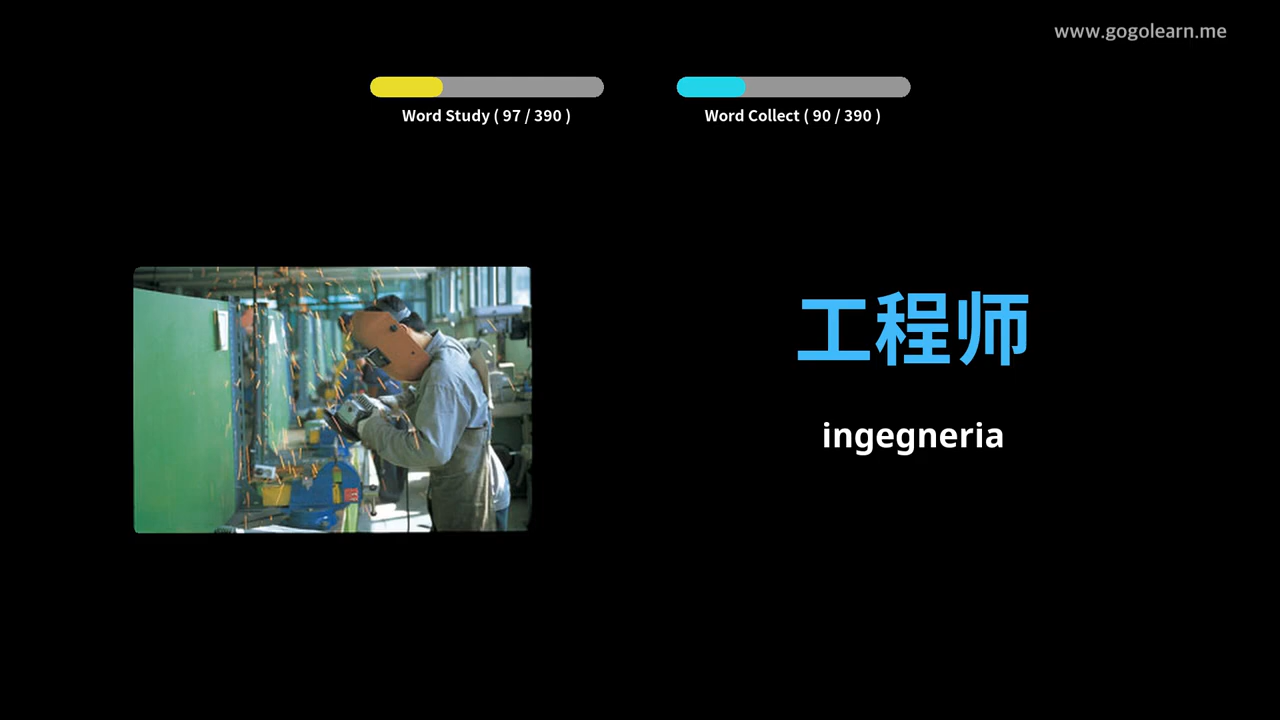 www.gogolearn.me
Word Study ( 97 / 390 )
Word Collect ( 90 / 390 )
工程师
ingegneria